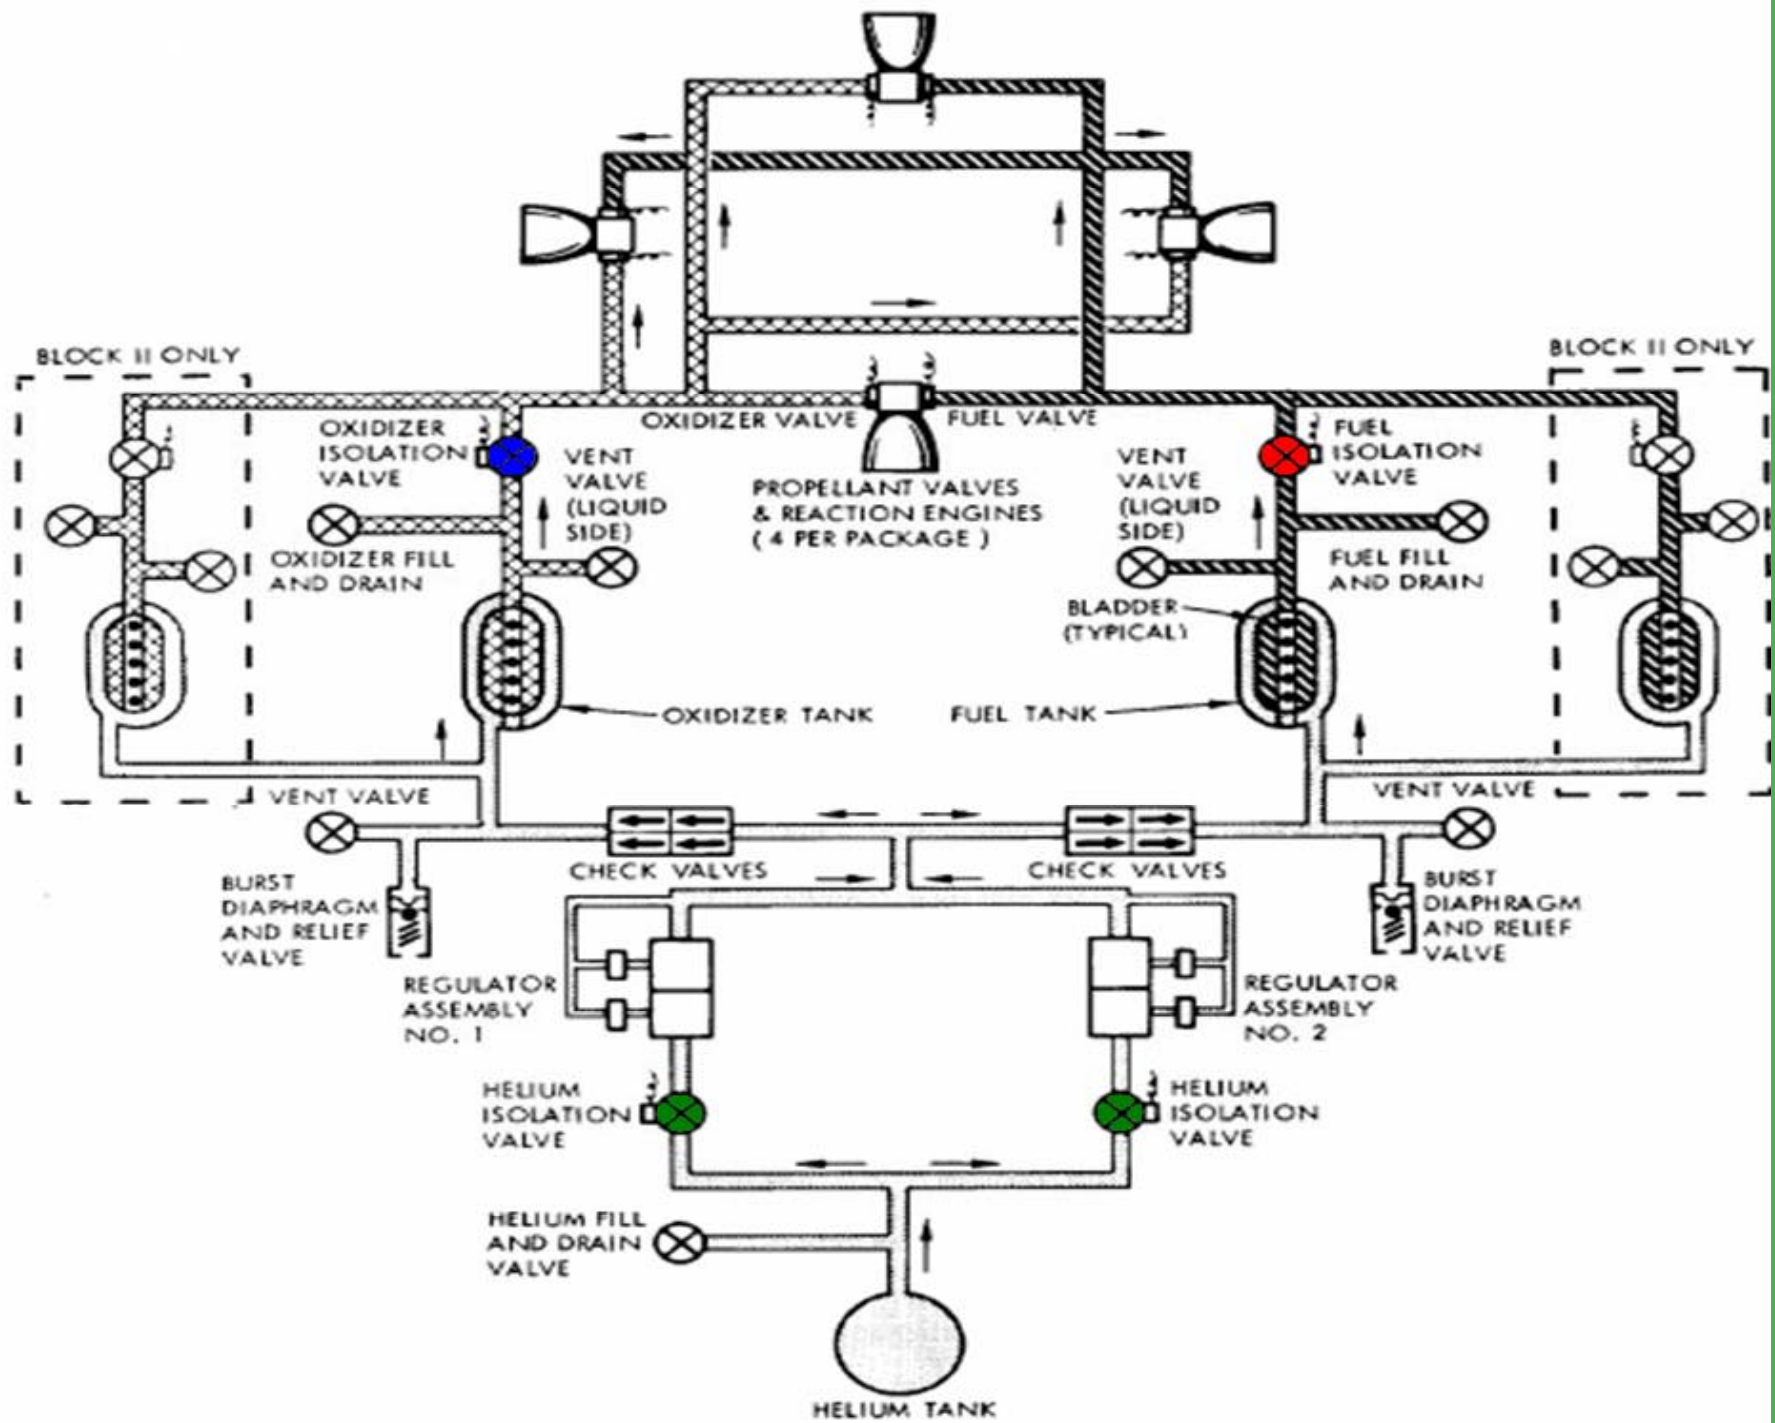 BLOCK II ONLY
BLOCK II ONLY
OXIDIZER
ISOLATION
VALVE
OXIDIZER VALVE
FUEL VALVE
FUEL
ISOLATION
VALVE
VENT
VALVE
(LIQUID
SIDE)
PROPELLANT VALVES
& REACTION ENGINES
( 4 PER PACKAGE )
VENT
VALVE
(LIQUID
SIDE)
OXIDIZER FILL
AND DRAIN
FUEL FILL
AND DRAIN
BLADDER
(TYPICAL)
OXIDIZER TANK
FUEL TANK
VENT VALVE
VENT VALVE
CHECK VALVES
CHECK VALVES
BURST
DIAPHRAGM
AND RELIEF
VALVE
BURST
DIAPHRAGM
AND RELIEF
VALVE
REGULATOR
ASSEMBLY
NO. 1
REGULATOR
ASSEMBLY
NO. 2
HELIUM
ISOLATION
VALVE
HELIUM
ISOLATION
VALVE
HELIUM FILL
AND DRAIN
VALVE
HELIUM TANK